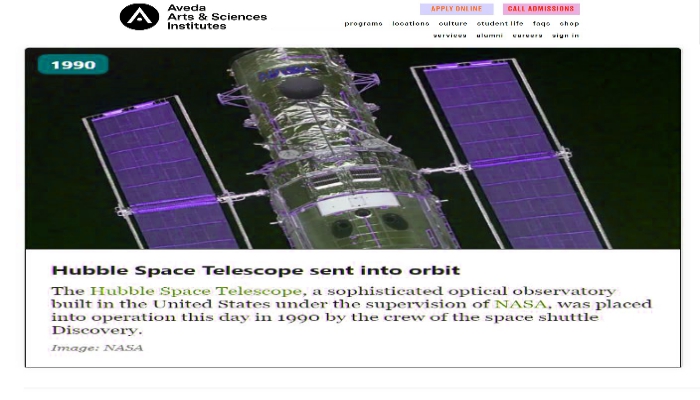 Aveda
Arts & Sciences
Institutes
APPLY ONLINE CALL ADMISSIONS
programs locations culture student life faqs shop
services alumni careers sign in
1990
Hubble Space Telescope sent into orbit
The Hubble Space Telescope, a sophisticated optical observatory
built in the United States under the supervision of NASA, was placed
into operation this day in 1990 by the crew of the space shuttle
Discovery.
Image: NASA